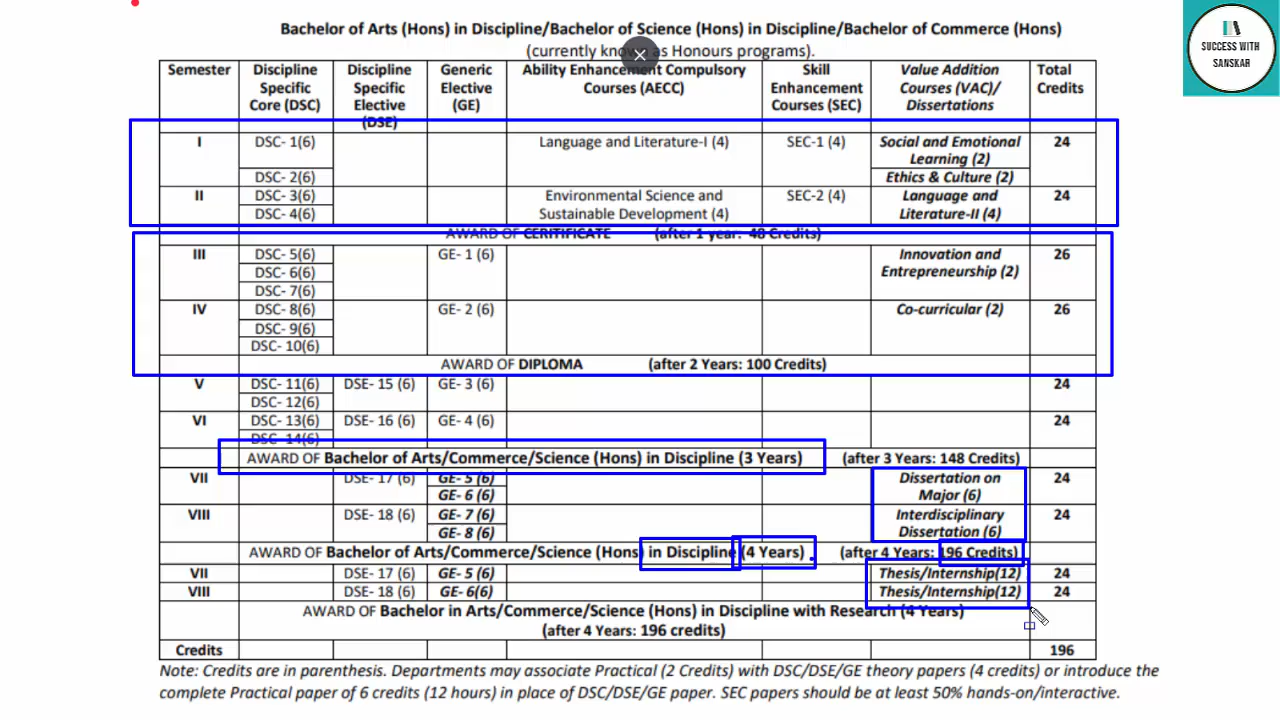 Bachelor of Arts (Hons) in Discipline/Bachelor of Science (Hons) in Discipline/Bachelor of Commerce (Hons)
(currently known as Honours programs).
SUCCESS WITH
SANSKAR
Semester Discipline Specific Core (DSC) Discipline Specific Elective (DSE) Generic Elective (GE) Ability Enhancement Compulsory Courses (AECC) Skill Enhancement Courses (SEC) Value Addition Courses (VAC)/ Dissertations Total Credits
I DSC- 1(6) Language and Literature-I (4) SEC-1 (4) Social and Emotional Learning (2) 24
DSC- 2(6) Ethics & Culture (2)
II DSC- 3(6) Environmental Science and Sustainable Development (4) SEC-2 (4) Language and Literature-II (4) 24
DSC- 4(6)
AWARD OF CERITIFICATE (after 1 year: 48 Credits)
III DSC- 5(6) GE- 1 (6) Innovation and Entrepreneurship (2) 26
DSC- 6(6)
DSC- 7(6)
IV DSC- 8(6) GE- 2 (6) Co-curricular (2) 26
DSC- 9(6)
DSC- 10(6)
AWARD OF DIPLOMA (after 2 Years: 100 Credits)
V DSC- 11(6) DSE- 15 (6) GE- 3 (6) 24
DSC- 12(6)
VI DSC- 13(6) DSE- 16 (6) GE- 4 (6) 24
DSC- 14(6)
AWARD OF Bachelor of Arts/Commerce/Science (Hons) in Discipline (3 Years) (after 3 Years: 148 Credits)
VII DSE- 17 (6) GE- 5 (6) Dissertation on Major (6) 24
GE- 6 (6)
VIII DSE- 18 (6) GE- 7 (6) Interdisciplinary Dissertation (6) 24
GE- 8 (6)
AWARD OF Bachelor of Arts/Commerce/Science (Hons) in Discipline (4 Years) . (after 4 Years: 196 Credits)
VII DSE- 17 (6) GE- 5 (6) Thesis/Internship(12) 24
VIII DSE- 18 (6) GE- 6(6) Thesis/Internship(12) 24
AWARD OF Bachelor in Arts/Commerce/Science (Hons) in Discipline with Research (4 Years)
(after 4 Years: 196 credits)
Credits 196
Note: Credits are in parenthesis. Departments may associate Practical (2 Credits) with DSC/DSE/GE theory papers (4 credits) or introduce the
complete Practical paper of 6 credits (12 hours) in place of DSC/DSE/GE paper. SEC papers should be at least 50% hands-on/interactive.